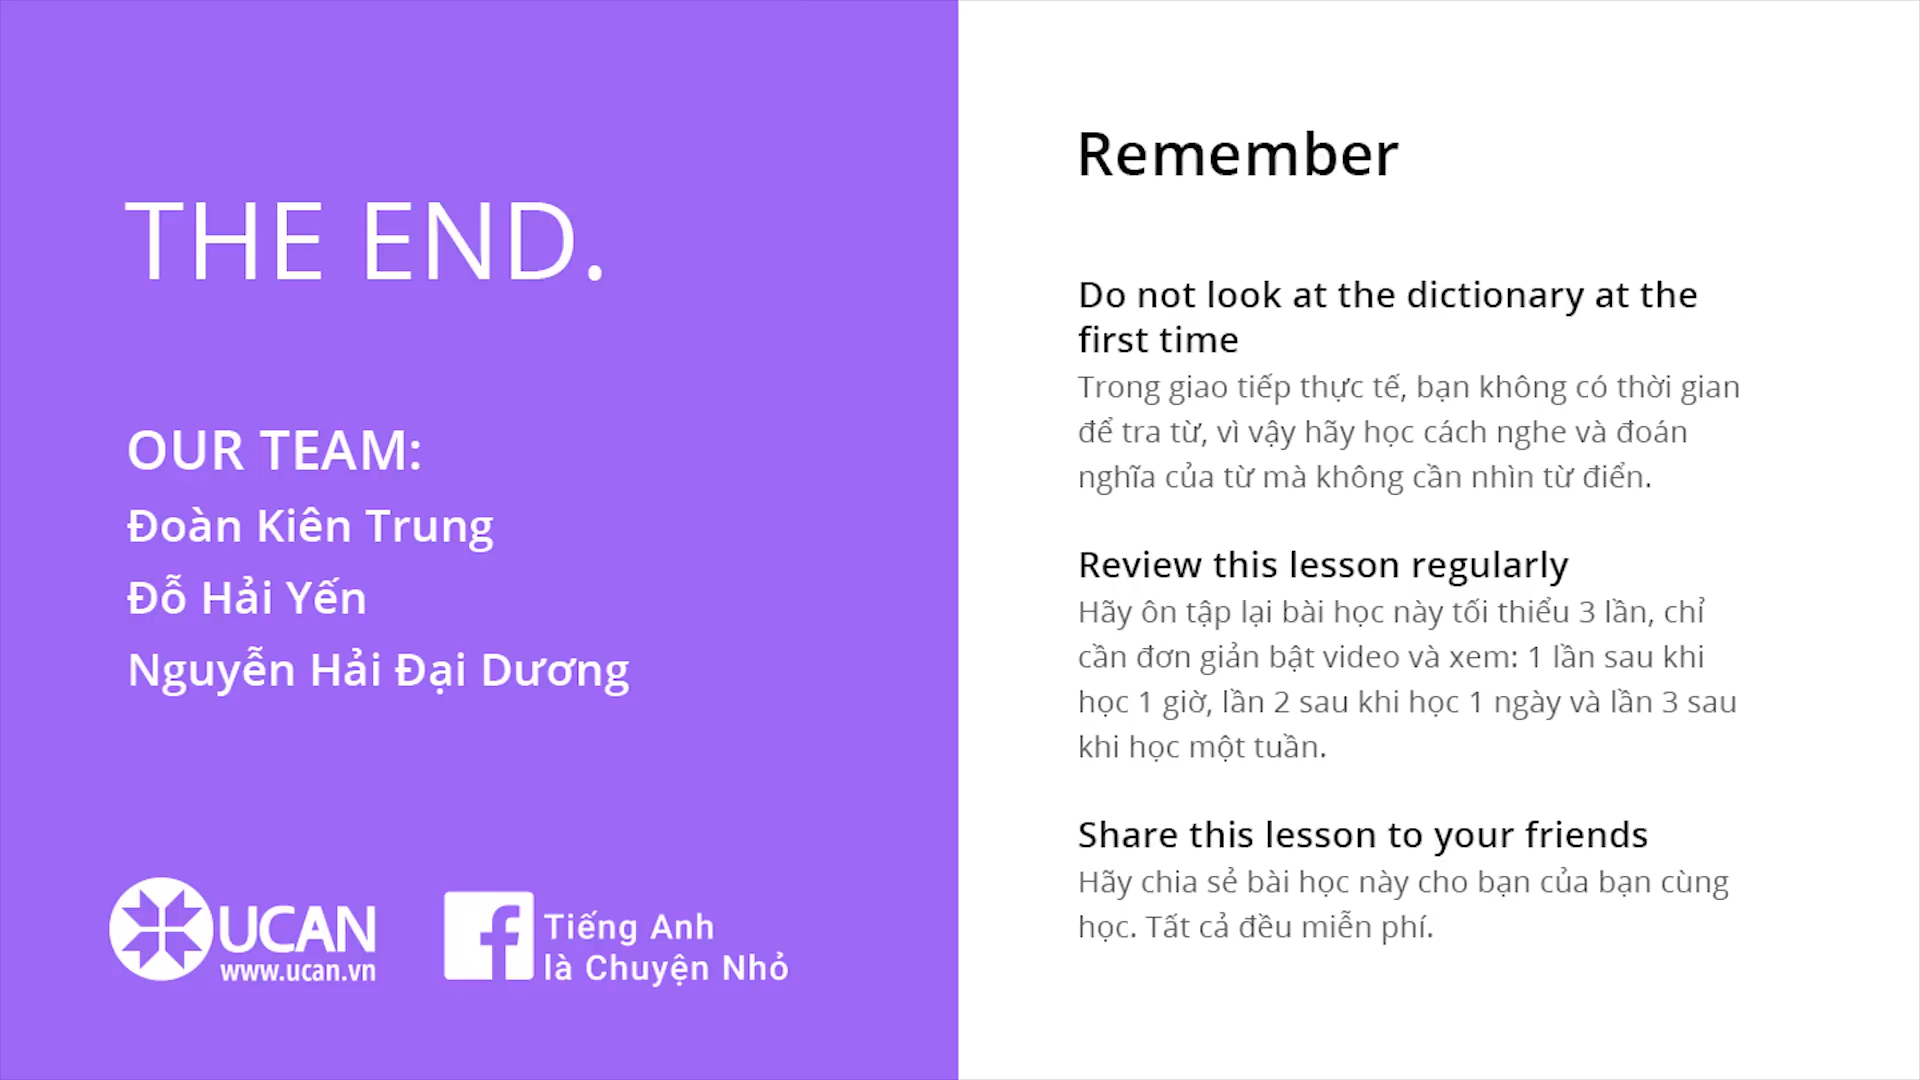 THE END.
OUR TEAM:
Đoàn Kiên Trung
Đỗ Hải Yến
Nguyễn Hải Đại Dương
UCAN
www.ucan.vn
Tiếng Anh
là Chuyện Nhỏ
Remember
Do not look at the dictionary at the
first time
Trong giao tiếp thực tế, bạn không có thời gian
để tra từ, vì vậy hãy học cách nghe và đoán
nghĩa của từ mà không cần nhìn từ điển.
Review this lesson regularly
Hãy ôn tập lại bài học này tối thiểu 3 lần, chỉ
cần đơn giản bật video và xem: 1 lần sau khi
học 1 giờ, lần 2 sau khi học 1 ngày và lần 3 sau
khi học một tuần.
Share this lesson to your friends
Hãy chia sẻ bài học này cho bạn của bạn cùng
học. Tất cả đều miễn phí.